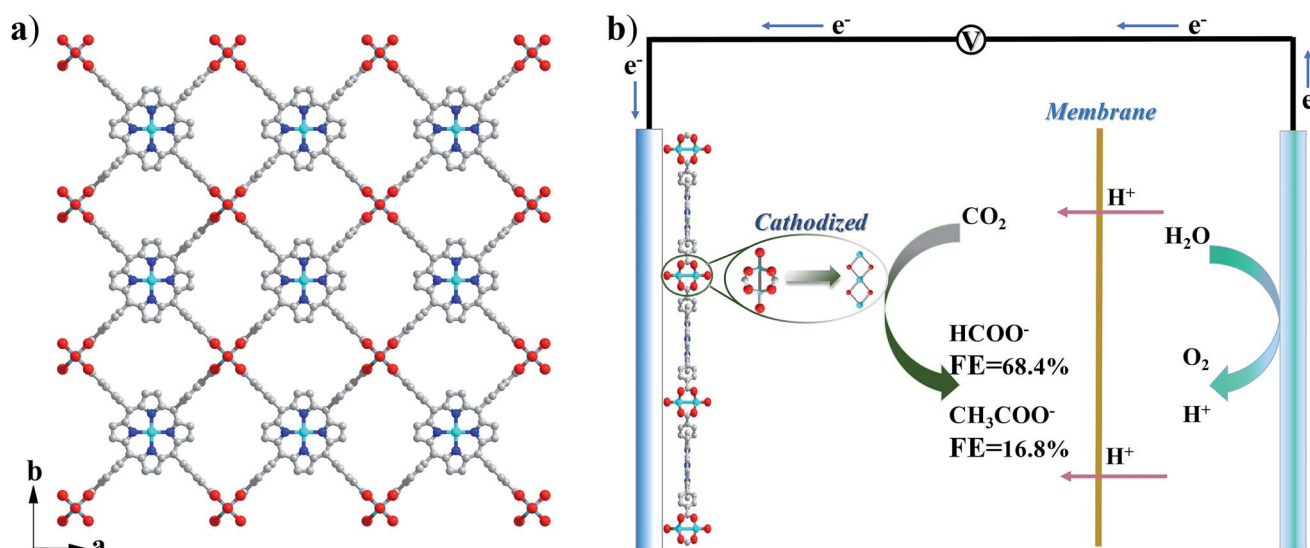 a)
b
a
b)
e⁻
e⁻
V
e⁻
e
Membrane
Cathodized
H⁺
CO₂
H₂O
HCOO⁻
FE=68.4%
O₂
CH₃COO⁻
H⁺
FE=16.8%
H⁺